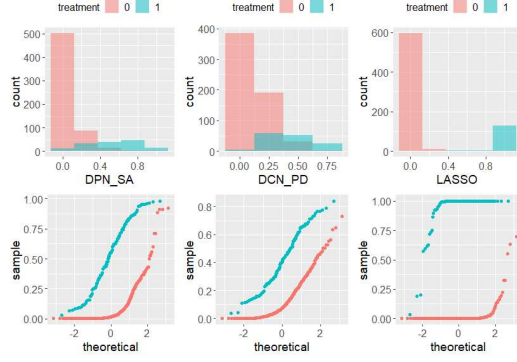 treatment 0 1
treatment 0 1
treatment 0 1
count
500
400
300
200
100
0
0.0 0.4 0.8
DPN_SA
count
400
300
200
100
0
0.00 0.25 0.50 0.75
DCN_PD
count
600
400
200
0
0.0 0.4 0.8
LASSO
sample
1.00
0.75
0.50
0.25
0.00
-2 0 2
theoretical
sample
0.8
0.6
0.4
0.2
0.0
-2 0 2
theoretical
sample
1.00
0.75
0.50
0.25
0.00
-2 0 2
theoretical